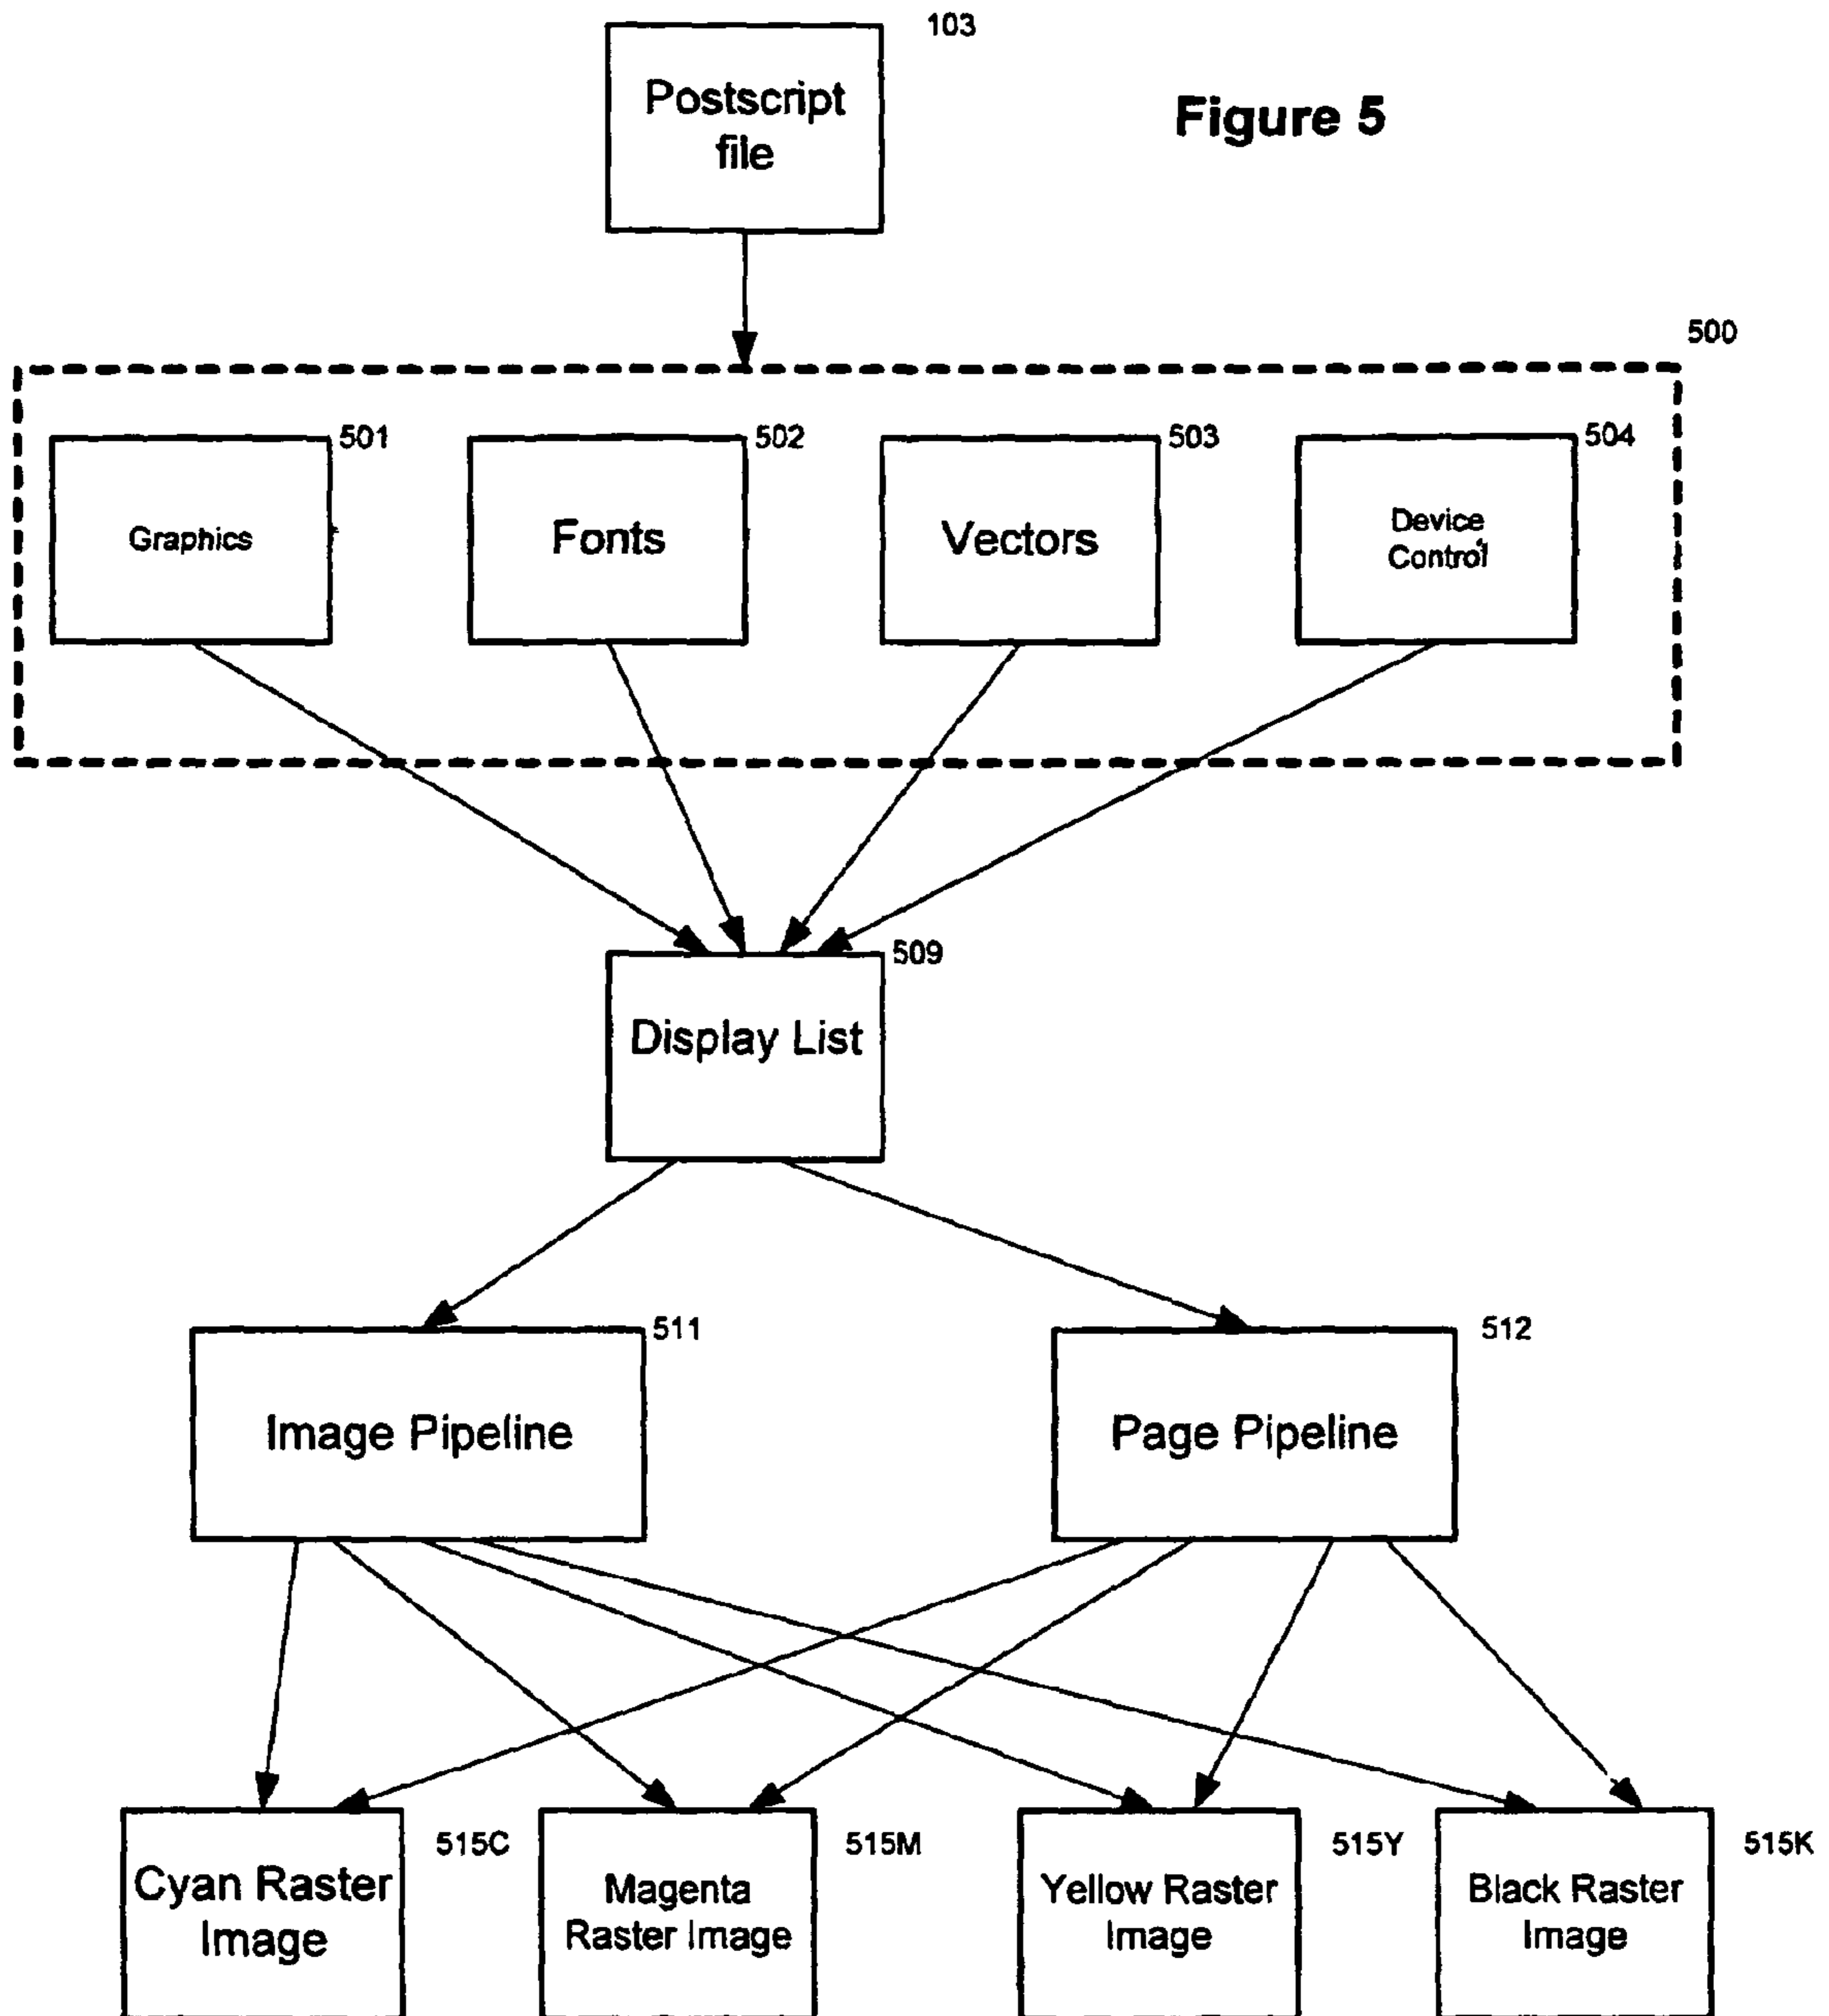 103
Postscript
file
Figure 5
500
501
502
503
504
Graphics
Fonts
Vectors
Device
Control
509
Display List
511
512
Image Pipeline
Page Pipeline
515C
515M
515Y
515K
Cyan Raster
Image
Magenta
Raster Image
Yellow Raster
Image
Black Raster
Image